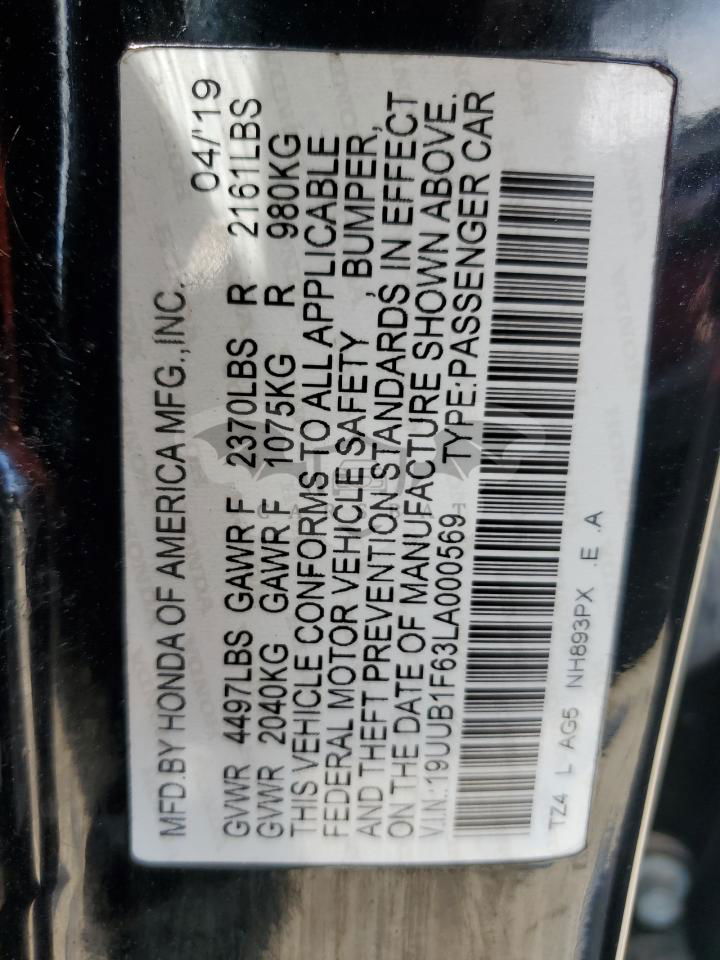 MFD.BY HONDA OF AMERICA MFG.,INC. 04/'19
GVWR 4497LBS GAWR F 2370LBS R 2161LBS
GVWR 2040KG GAWR F 1075KG R 980KG
THIS VEHICLE CONFORMS TO ALL APPLICABLE
FEDERAL MOTOR VEHICLE SAFETY , BUMPER,
AND THEFT PREVENTION STANDARDS IN EFFECT
ON THE DATE OF MANUFACTURE SHOWN ABOVE.
V.I.N.:19UUB1F63LA000569 TYPE:PASSENGER CAR
TZ4 L AG5 NH893PX .E .A